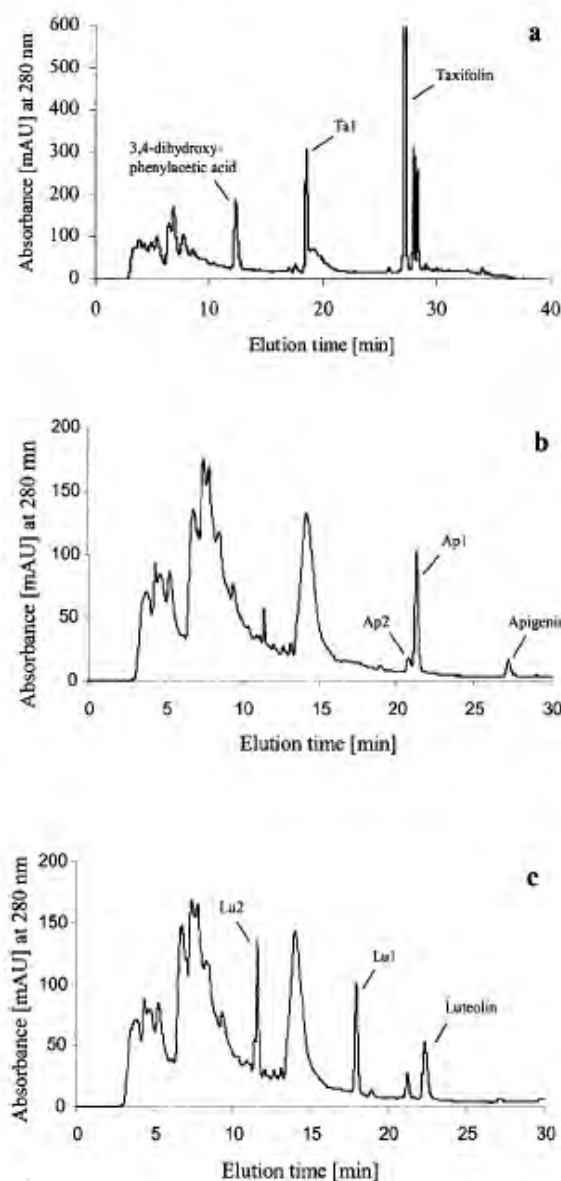 a
600
500
400
300
200
100
0
Absorbance [mAU] at 280 nm
3,4-dihydroxy-
phenylacetic acid
Ta1
Taxifolin
0 10 20 30 40
Elution time [min]
b
200
150
100
50
0
Absorbance [mAU] at 280 mn
Ap2
Ap1
Apigenin
0 5 10 15 20 25 30
Elution time [min]
c
200
150
100
50
0
Absorbance [mAU] at 280 nm
Lu2
Lu1
Luteolin
0 5 10 15 20 25 30
Elution time [min]